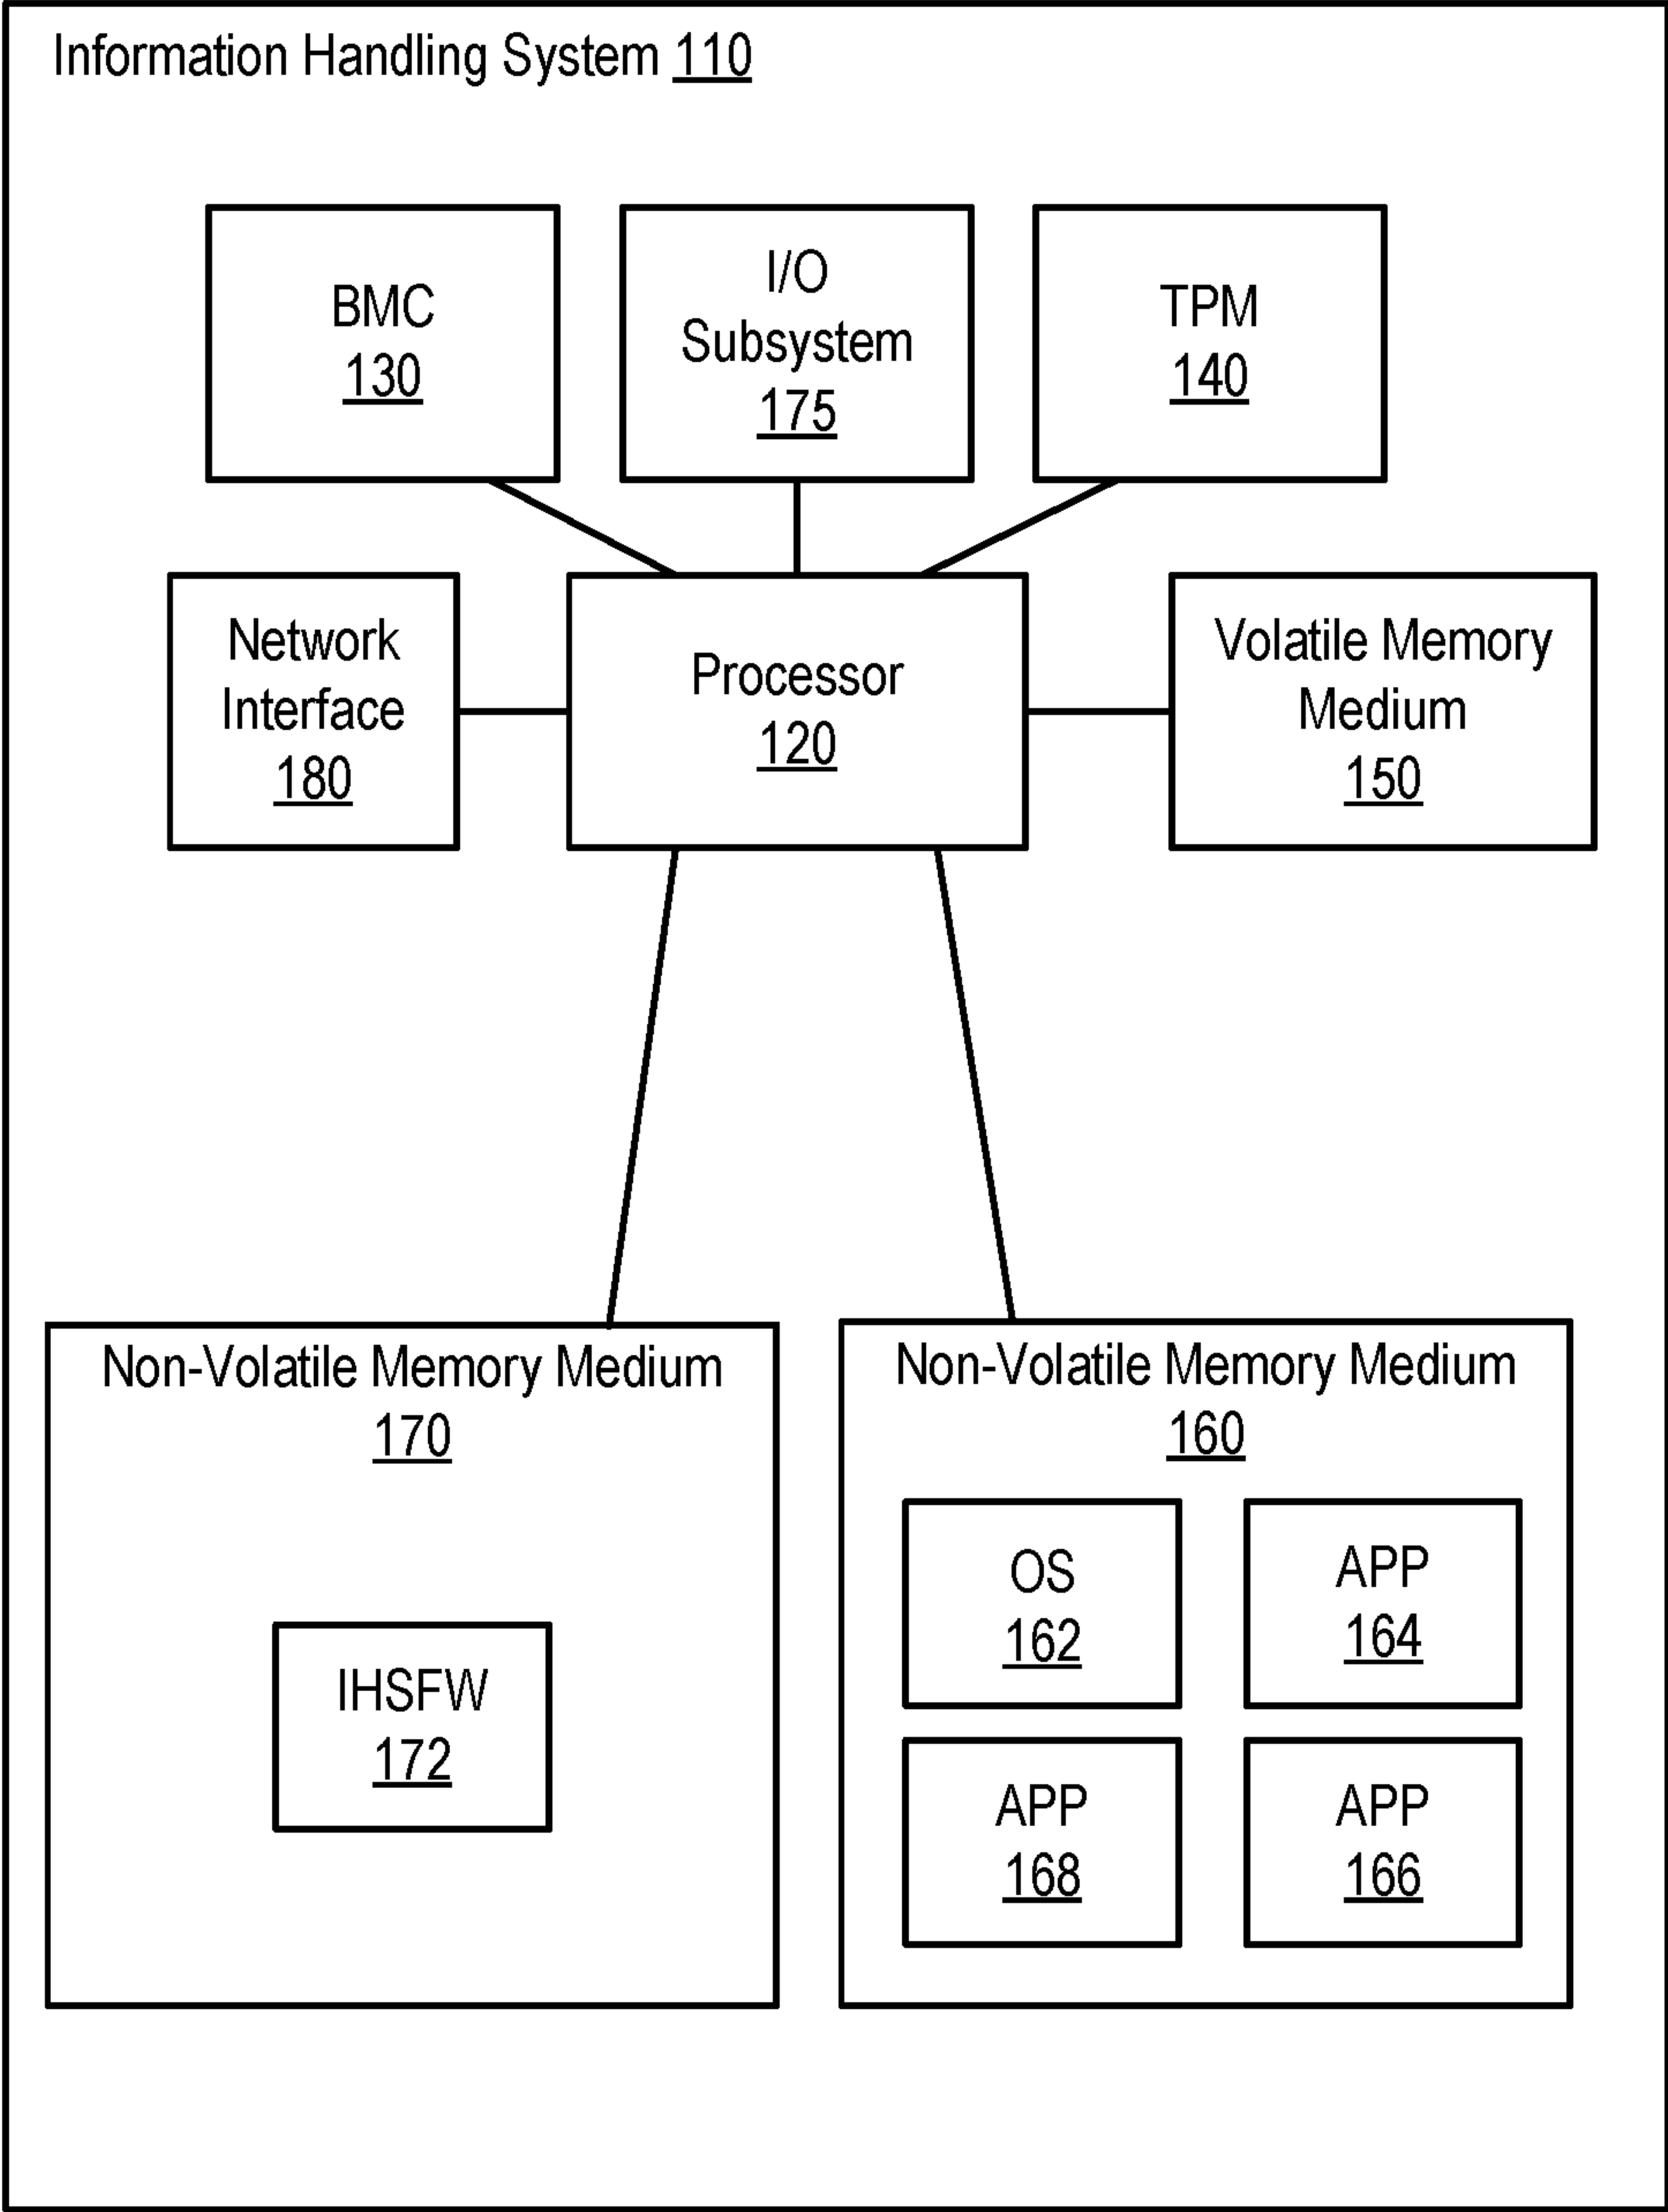 Information Handling System 110
BMC
130
I/O
Subsystem
175
TPM
140
Network
Interface
180
Processor
120
Volatile Memory
Medium
150
Non-Volatile Memory Medium
170
IHSFW
172
Non-Volatile Memory Medium
160
OS
162
APP
164
APP
168
APP
166